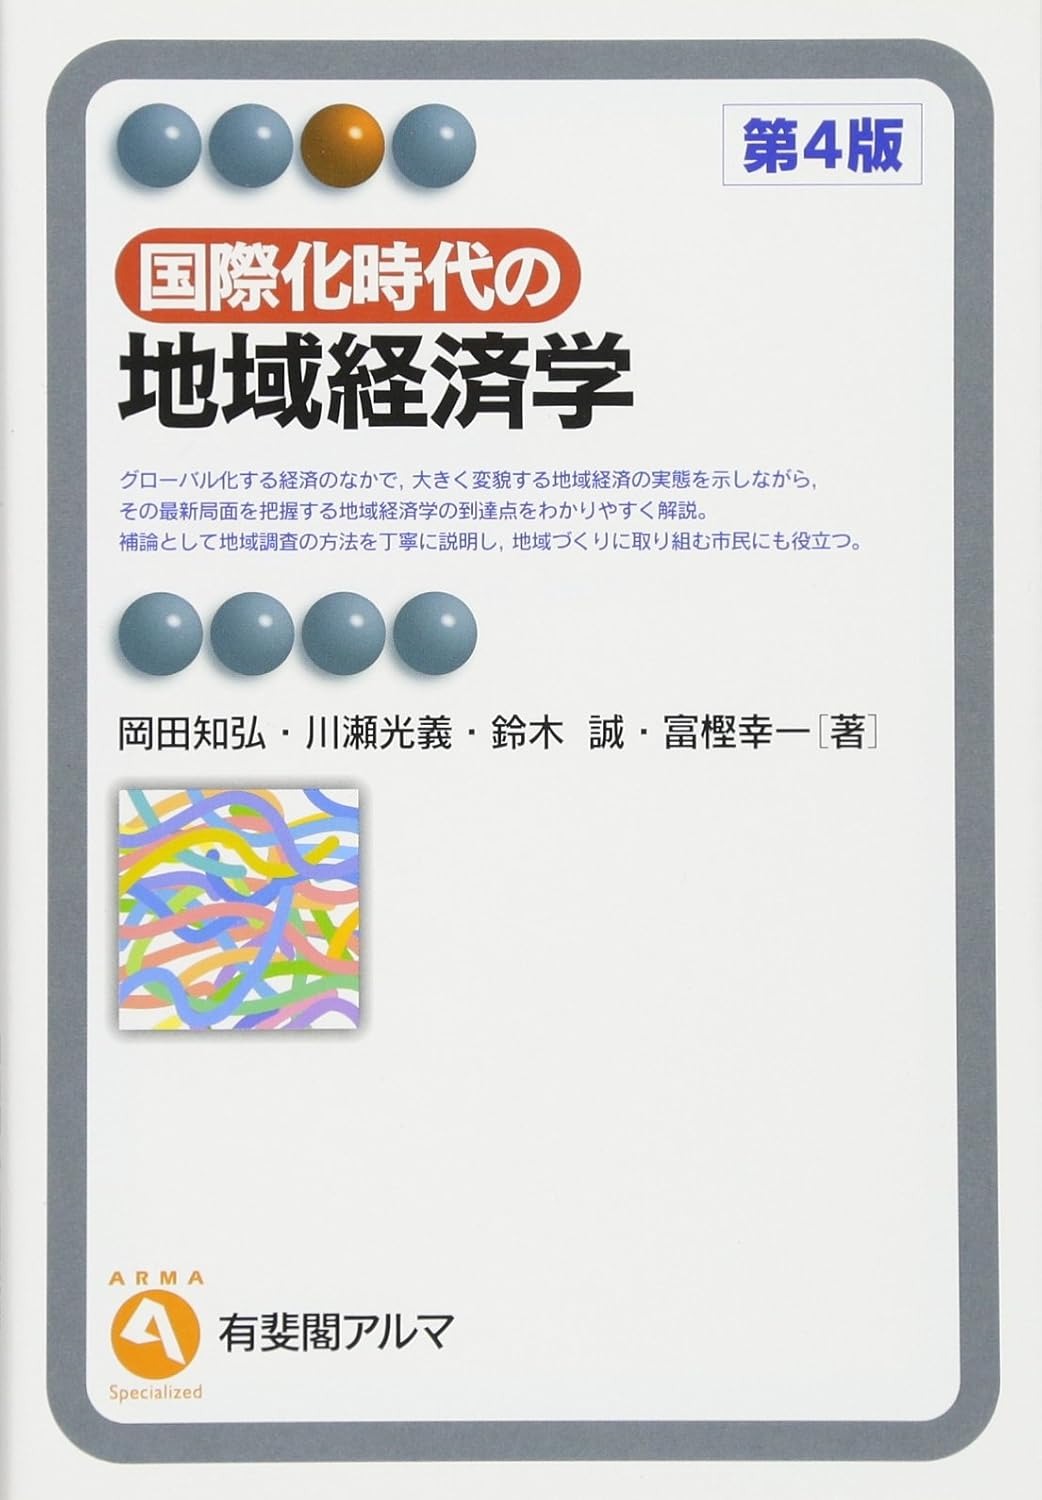 第4版
国際化時代の
地域経済学
グローバル化する経済のなかで, 大きく変貌する地域経済の実態を示しながら,
その最新局面を把握する地域経済学の到達点をわかりやすく解説。
補論として地域調査の方法を丁寧に説明し, 地域づくりに取り組む市民にも役立つ。
岡田知弘・川瀬光義・鈴木 誠・富樫幸一[著]
ARMA
有斐閣アルマ
Specialized